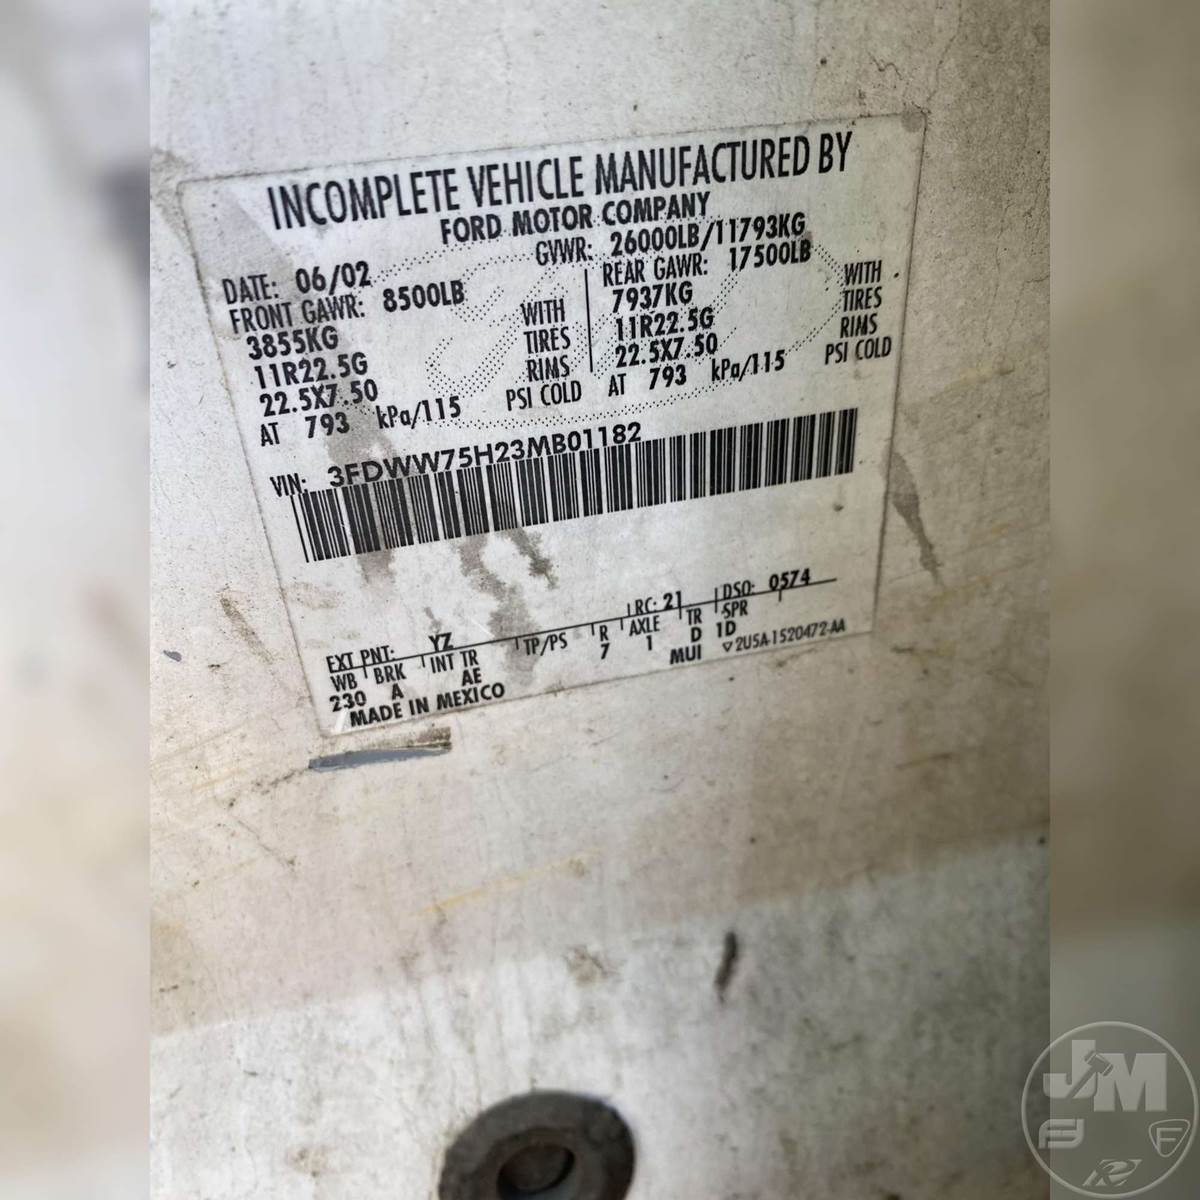 INCOMPLETE VEHICLE MANUFACTURED BY
FORD MOTOR COMPANY
DATE: 06/02 GVWR: 26000LB/11793KG
FRONT GAWR: 8500LB REAR GAWR: 17500LB
3855KG WITH 7937KG WITH
11R22.5G TIRES 11R22.5G TIRES
22.5X7.50 RIMS 22.5X7.50 RIMS
AT 793 kPa/115 PSI COLD AT 793 kPa/115 PSI COLD
VIN: 3FDWW75H23MB01182
EXT PNT: YZ RC: 21 DSO: 0574
WB BRK INT TR TP/PS R AXLE TR SPR
230 A AE 7 1 D 1D
MADE IN MEXICO MUI ▽2U5A-1520472-AA
JM
F